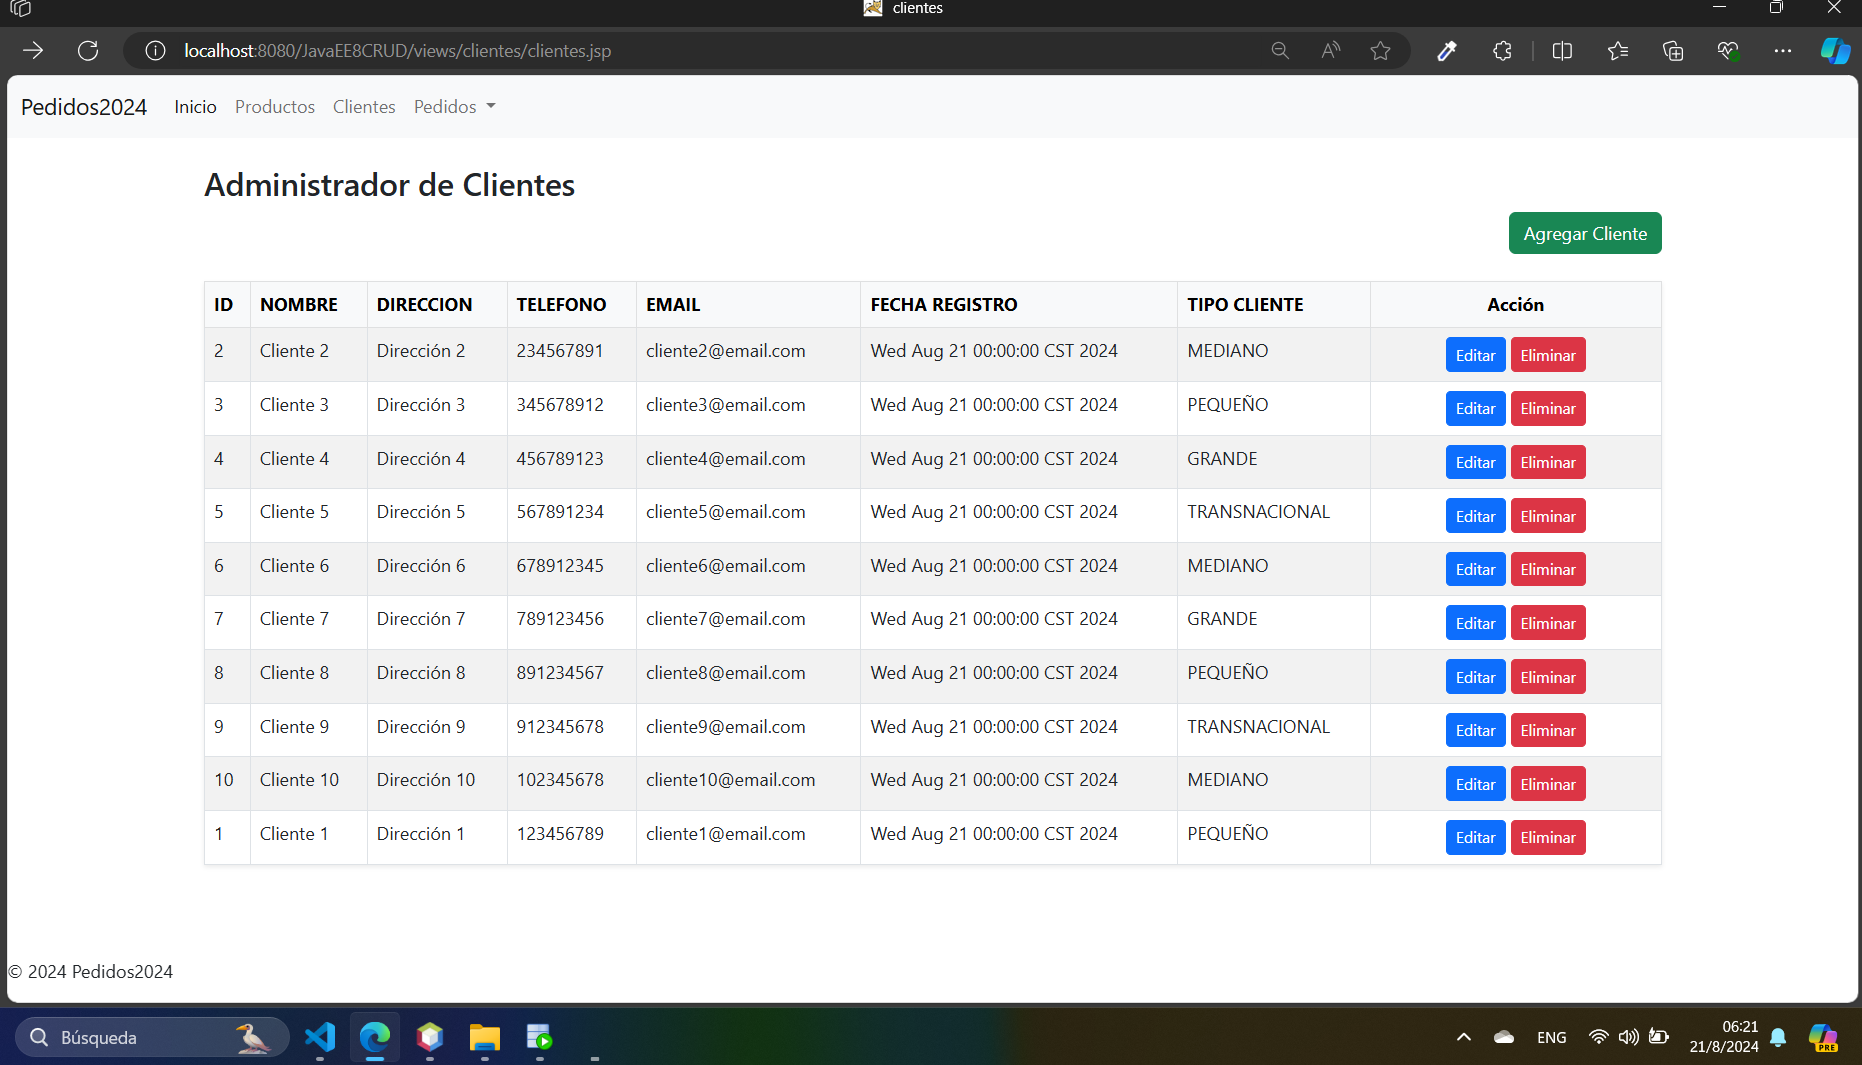 clientes
localhost:8080/JavaEE8CRUD/views/clientes/clientes.jsp
Pedidos2024 Inicio Productos Clientes Pedidos
Administrador de Clientes
Agregar Cliente
ID NOMBRE DIRECCION TELEFONO EMAIL FECHA REGISTRO TIPO CLIENTE Acción
2 Cliente 2 Dirección 2 234567891 cliente2@email.com Wed Aug 21 00:00:00 CST 2024 MEDIANO Editar Eliminar
3 Cliente 3 Dirección 3 345678912 cliente3@email.com Wed Aug 21 00:00:00 CST 2024 PEQUEÑO Editar Eliminar
4 Cliente 4 Dirección 4 456789123 cliente4@email.com Wed Aug 21 00:00:00 CST 2024 GRANDE Editar Eliminar
5 Cliente 5 Dirección 5 567891234 cliente5@email.com Wed Aug 21 00:00:00 CST 2024 TRANSNACIONAL Editar Eliminar
6 Cliente 6 Dirección 6 678912345 cliente6@email.com Wed Aug 21 00:00:00 CST 2024 MEDIANO Editar Eliminar
7 Cliente 7 Dirección 7 789123456 cliente7@email.com Wed Aug 21 00:00:00 CST 2024 GRANDE Editar Eliminar
8 Cliente 8 Dirección 8 891234567 cliente8@email.com Wed Aug 21 00:00:00 CST 2024 PEQUEÑO Editar Eliminar
9 Cliente 9 Dirección 9 912345678 cliente9@email.com Wed Aug 21 00:00:00 CST 2024 TRANSNACIONAL Editar Eliminar
10 Cliente 10 Dirección 10 102345678 cliente10@email.com Wed Aug 21 00:00:00 CST 2024 MEDIANO Editar Eliminar
1 Cliente 1 Dirección 1 123456789 cliente1@email.com Wed Aug 21 00:00:00 CST 2024 PEQUEÑO Editar Eliminar
© 2024 Pedidos2024
Búsqueda
ENG
06:21
21/8/2024
PRE